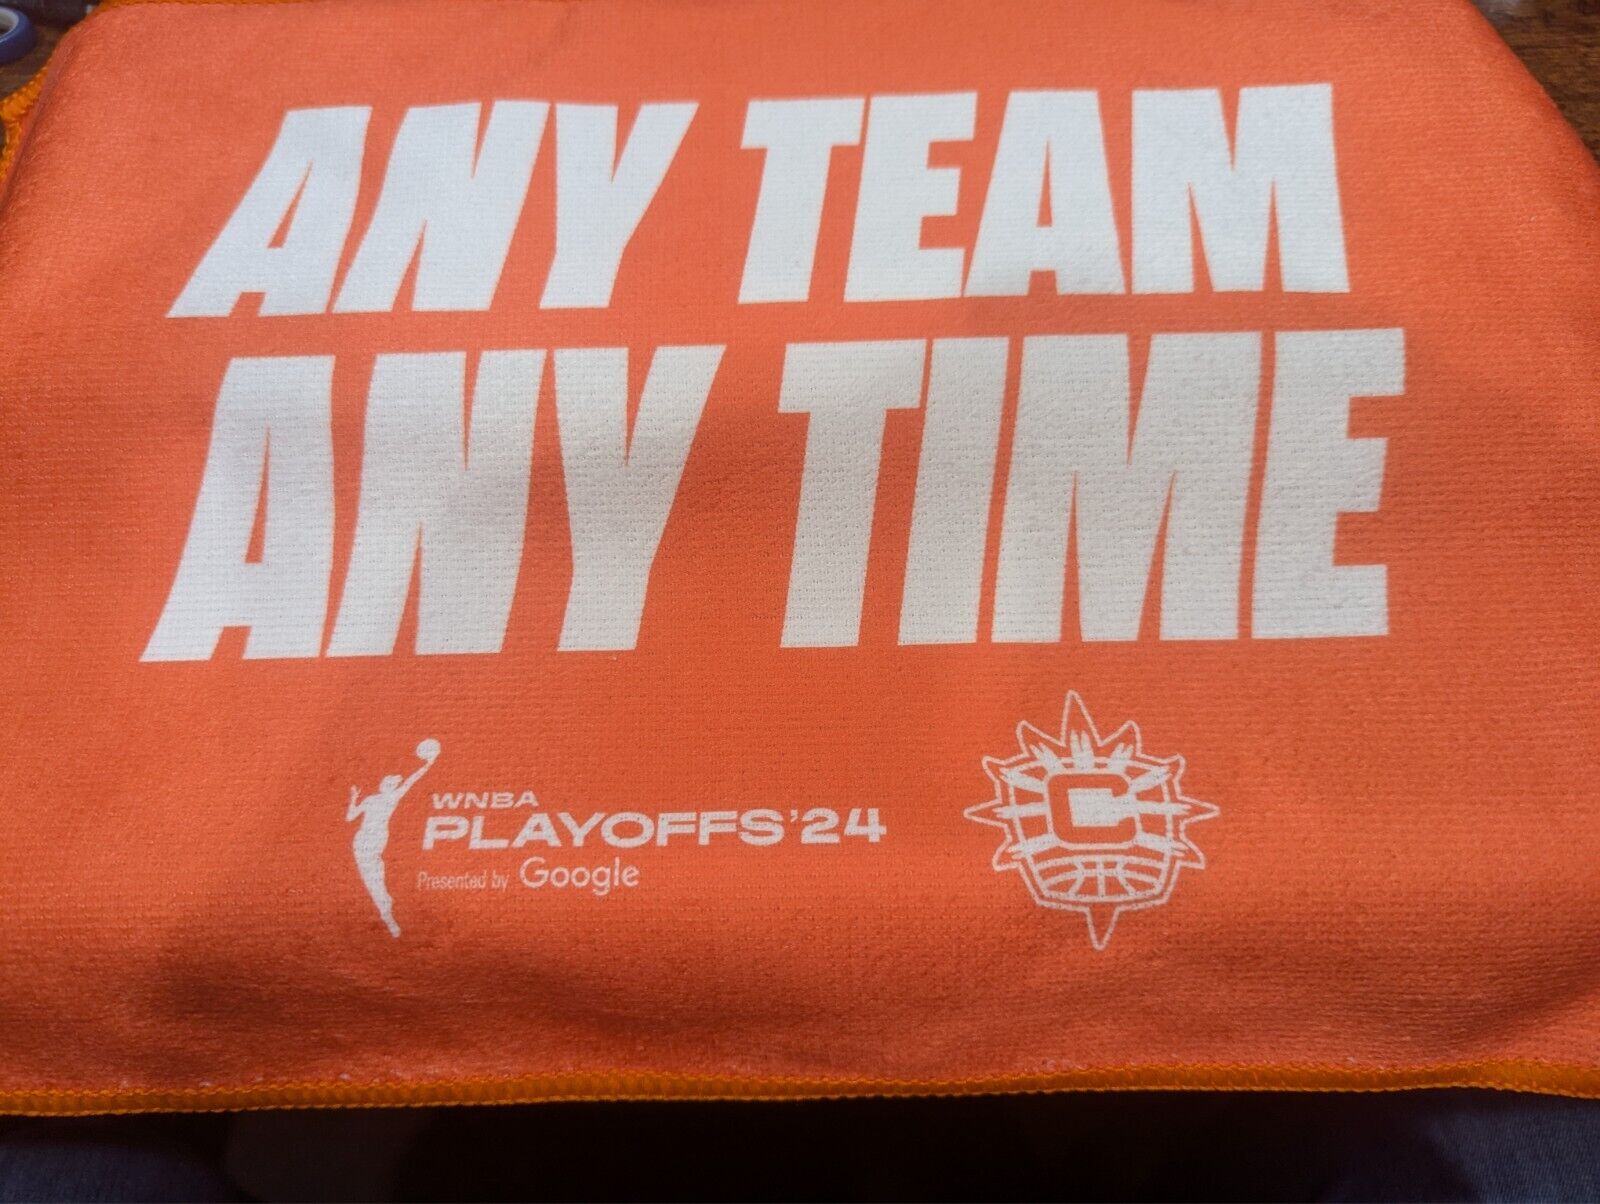 ANY TEAM
ANY TIME
WNBA
PLAYOFFS '24
Presented by Google
C